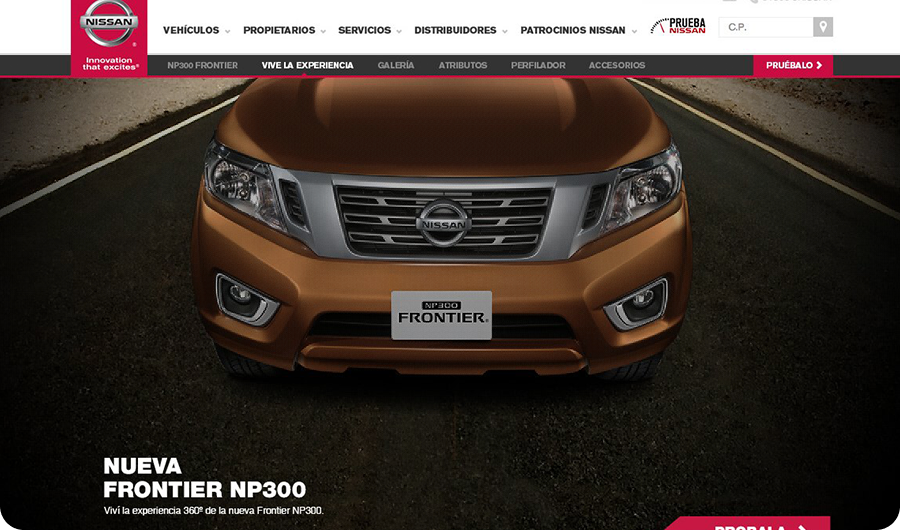 NISSAN
Innovation
that excites®
VEHÍCULOS
PROPIETARIOS
SERVICIOS
DISTRIBUIDORES
PATROCINIOS NISSAN
PRUEBA
NISSAN
C.P.
NP300 FRONTIER
VIVE LA EXPERIENCIA
GALERÍA
ATRIBUTOS
PERFILADOR
ACCESORIOS
PRUÉBALO
NISSAN
NP300
FRONTIER®
NUEVA
FRONTIER NP300
Viví la experiencia 360º de la nueva Frontier NP300.